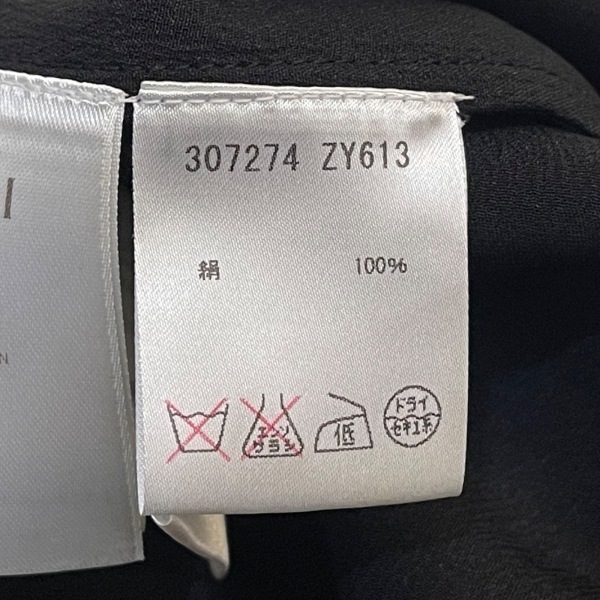 307274 ZY613
絹 100%
エンソ
サラシ
低
ドライ
セキユ系